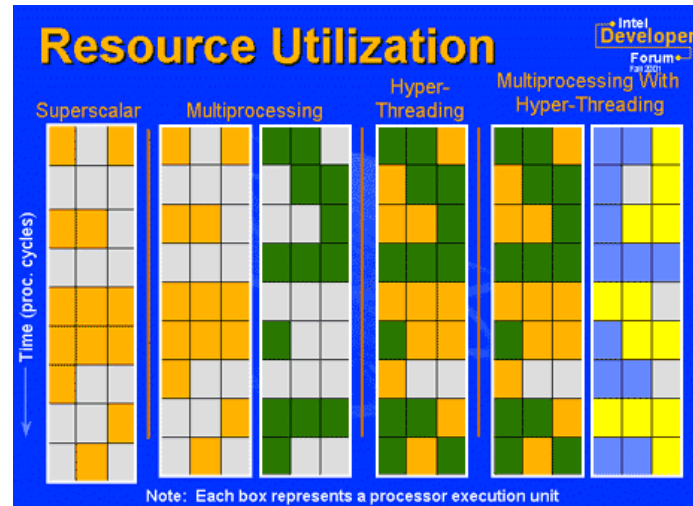 Resource Utilization
Intel
Developer
Forum
Fall 2001
Superscalar
Multiprocessing
Hyper-
Threading
Multiprocessing With
Hyper-Threading
Time (proc. cycles)
Note: Each box represents a processor execution unit